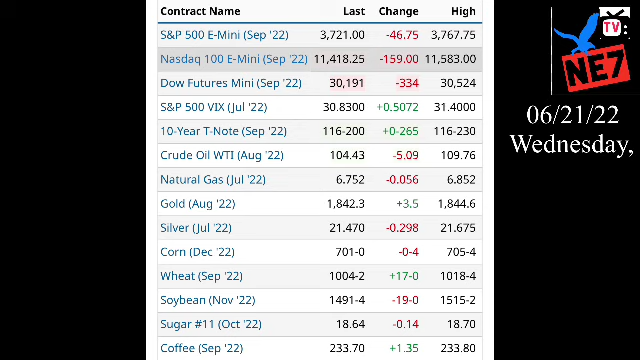 Contract Name Last Change High
S&P 500 E-Mini (Sep '22) 3,721.00 -46.75 3,767.75
Nasdaq 100 E-Mini (Sep '22) 11,418.25 -159.00 11,583.00
Dow Futures Mini (Sep '22) 30,191 -334 30,524
S&P 500 VIX (Jul '22) 30.8300 +0.5072 31.4000
10-Year T-Note (Sep '22) 116-200 +0-265 116-230
Crude Oil WTI (Aug '22) 104.43 -5.09 109.76
Natural Gas (Jul '22) 6.752 -0.056 6.852
Gold (Aug '22) 1,842.3 +3.5 1,844.6
Silver (Jul '22) 21.470 -0.298 21.675
Corn (Dec '22) 701-0 -0-4 705-4
Wheat (Sep '22) 1004-2 +17-0 1018-4
Soybean (Nov '22) 1491-4 -19-0 1515-2
Sugar #11 (Oct '22) 18.64 -0.14 18.70
Coffee (Sep '22) 233.70 +1.35 233.80
TV
NE7
06/21/22
Wednesday,